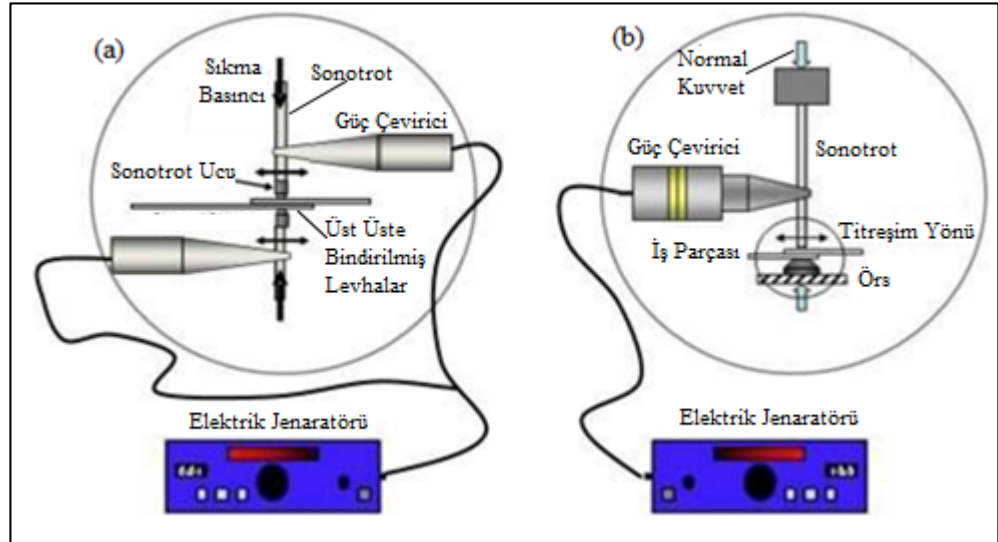 (a)
Sıkma
Basıncı
Sonotrot
Güç Çevirici
Sonotrot Ucu
Üst Üste
Bindirilmiş
Levhalar
Elektrik Jenaratörü
(b)
Normal
Kuvvet
Güç Çevirici
Sonotrot
Titreşim Yönü
İş Parçası
Örs
Elektrik Jenaratörü